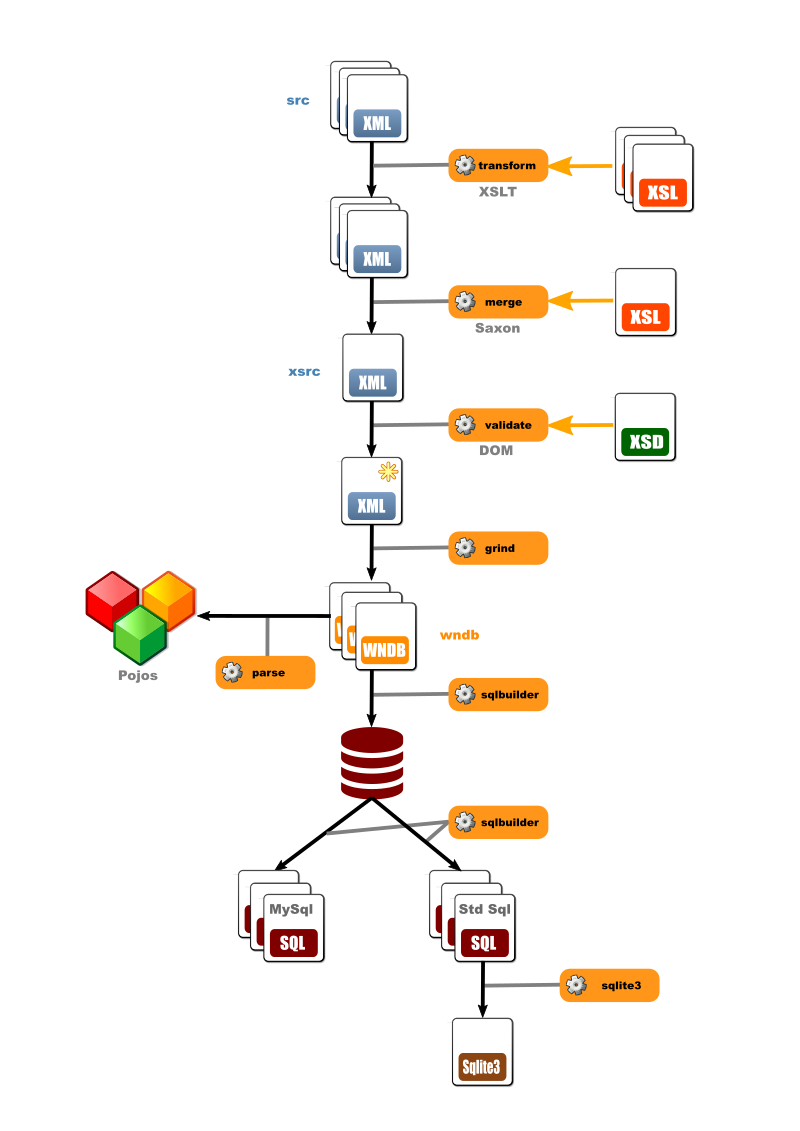 src
XML
transform
XSLT
XSL
XML
merge
Saxon
XSL
xsrc
XML
validate
DOM
XSD
XML
grind
Pojos
parse
WNDB
wndb
sqlbuilder
sqlbuilder
MySql
SQL
Std Sql
SQL
sqlite3
Sqlite3